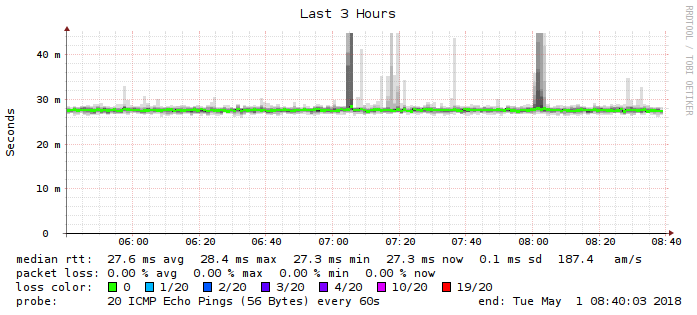 Last 3 Hours
RRDTOOL / TOBI OETIKER
Seconds
40 m
30 m
20 m
10 m
0
06:00 06:20 06:40 07:00 07:20 07:40 08:00 08:20 08:40
median rtt: 27.6 ms avg 28.4 ms max 27.3 ms min 27.3 ms now 0.1 ms sd 187.4 am/s
packet loss: 0.00 % avg 0.00 % max 0.00 % min 0.00 % now
loss color: 0 1/20 2/20 3/20 4/20 10/20 19/20
probe: 20 ICMP Echo Pings (56 Bytes) every 60s end: Tue May 1 08:40:03 2018